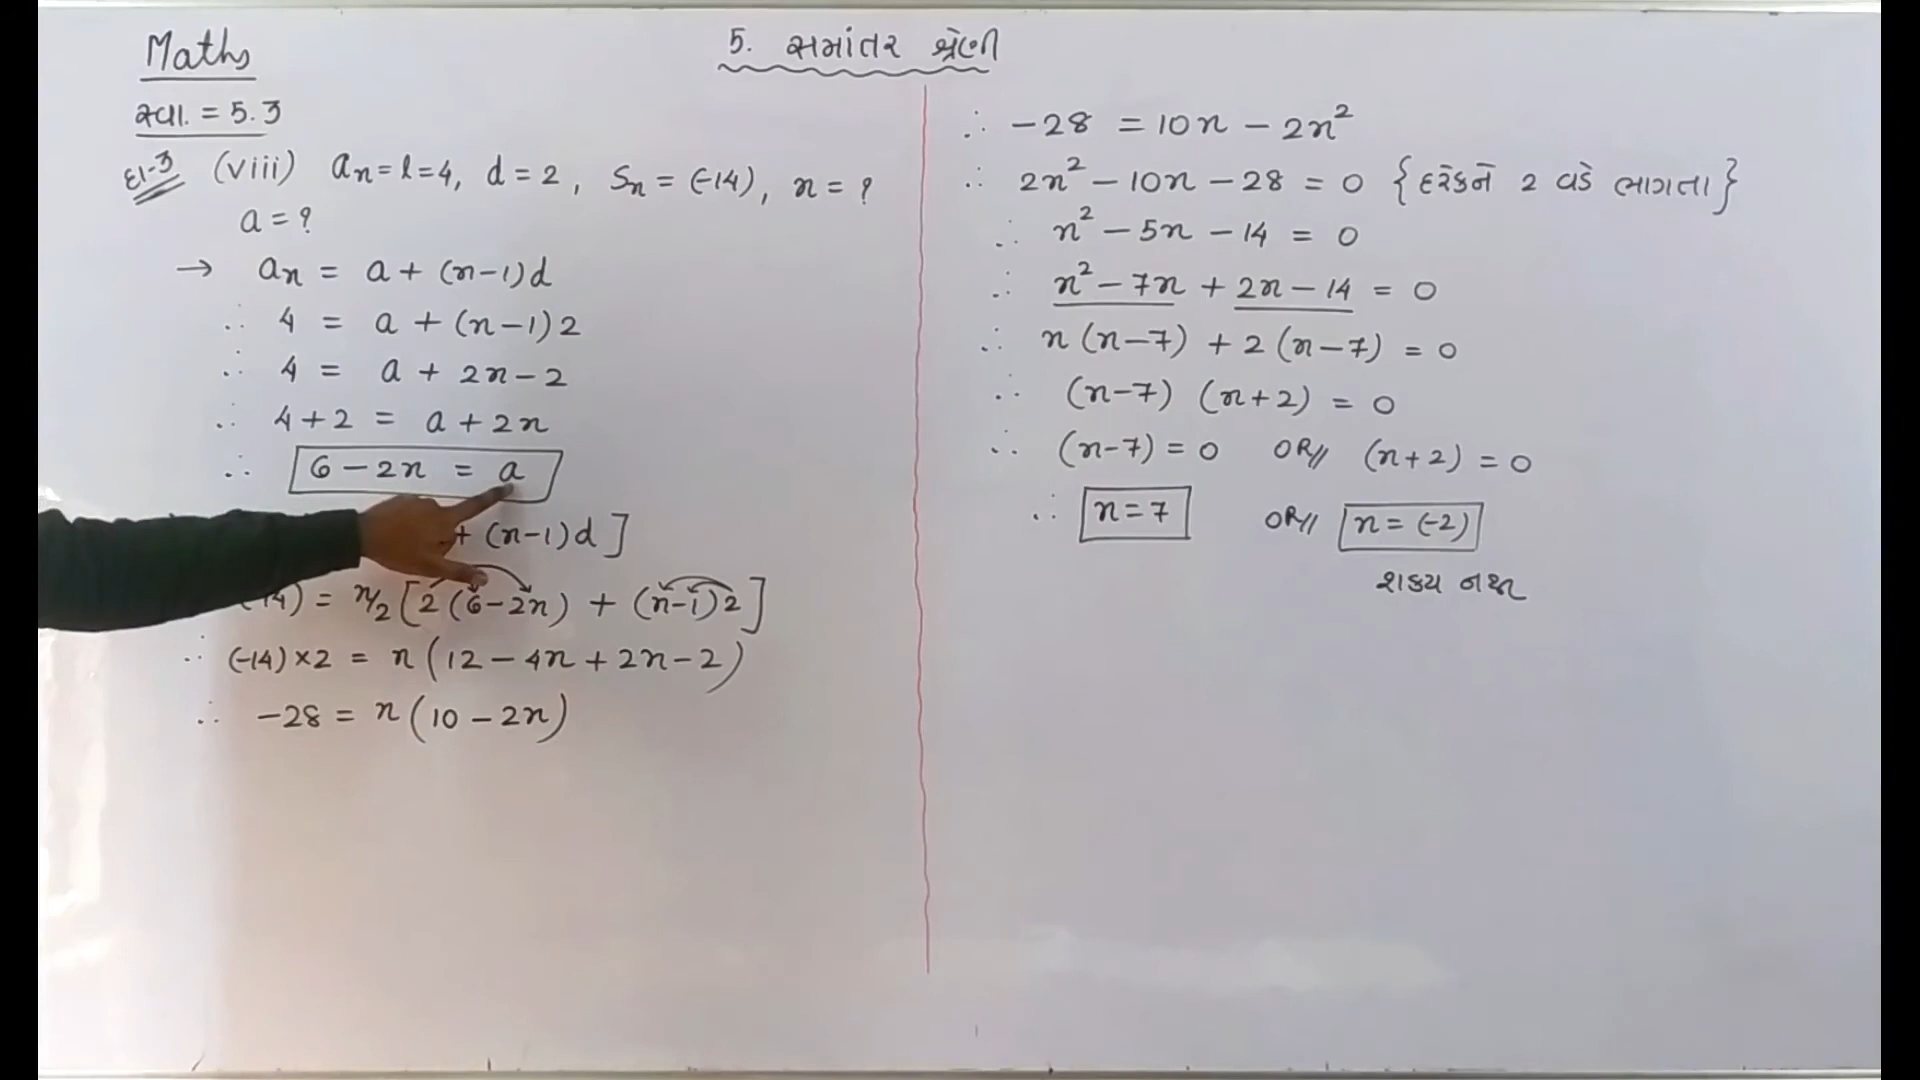 Maths
5. સમાંતર શ્રેણી
સ્વા. = 5.3
દા-3 (viii) an = l = 4, d = 2, Sn = (-14), n = ?
a = ?
→ an = a + (n-1)d
∴ 4 = a + (n-1)2
∴ 4 = a + 2n - 2
∴ 4 + 2 = a + 2n
∴ 6 - 2n = a
+ (n-1)d]
14) = n/2 [2(6-2n) + (n-1)2]
∴ (-14) × 2 = n(12 - 4n + 2n - 2)
∴ -28 = n(10 - 2n)
∴ -28 = 10n - 2n²
∴ 2n² - 10n - 28 = 0 {દરેકને 2 વડે ભાગતા}
∴ n² - 5n - 14 = 0
∴ n² - 7n + 2n - 14 = 0
∴ n(n-7) + 2(n-7) = 0
∴ (n-7) (n+2) = 0
∴ (n-7) = 0 OR// (n+2) = 0
∴ n = 7 OR// n = (-2)
શક્ય નથી